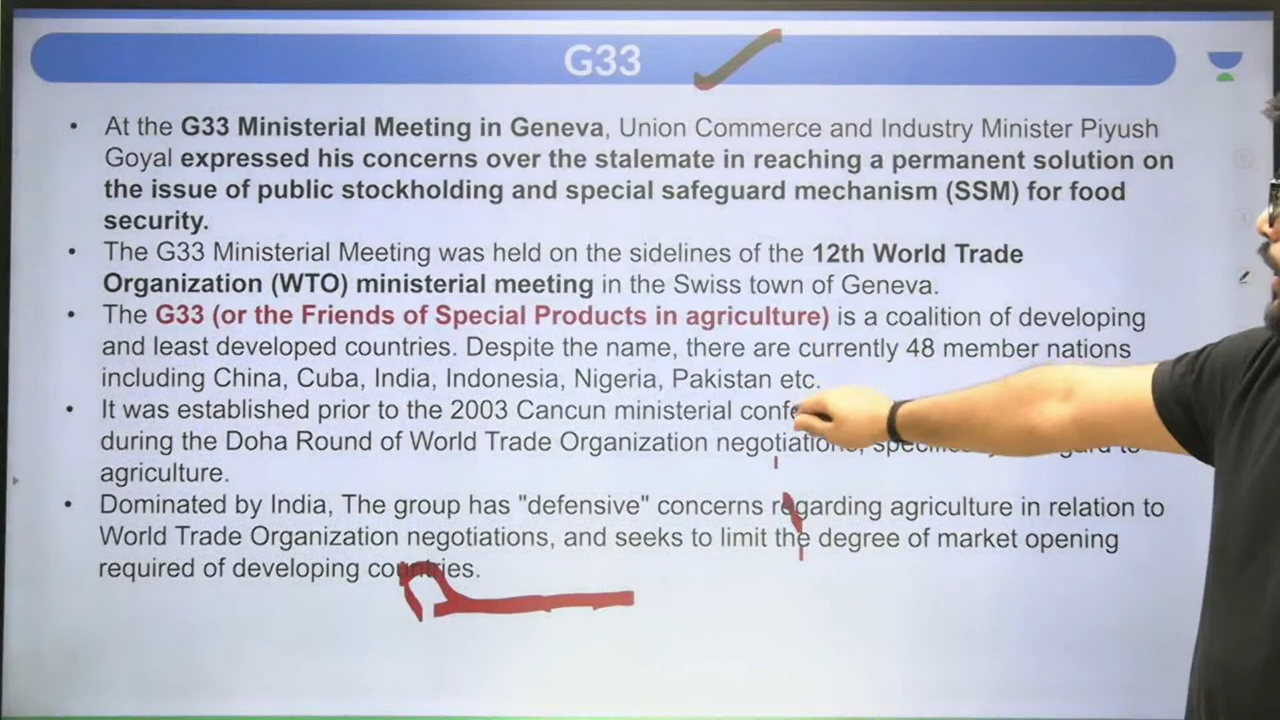 G33
• At the G33 Ministerial Meeting in Geneva, Union Commerce and Industry Minister Piyush
Goyal expressed his concerns over the stalemate in reaching a permanent solution on
the issue of public stockholding and special safeguard mechanism (SSM) for food
security.
• The G33 Ministerial Meeting was held on the sidelines of the 12th World Trade
Organization (WTO) ministerial meeting in the Swiss town of Geneva.
• The G33 (or the Friends of Special Products in agriculture) is a coalition of developing
and least developed countries. Despite the name, there are currently 48 member nations
including China, Cuba, India, Indonesia, Nigeria, Pakistan etc.
• It was established prior to the 2003 Cancun ministerial
during the Doha Round of World Trade Organization
agriculture.
• Dominated by India, The group has "defensive" concerns regarding agriculture in relation to
World Trade Organization negotiations, and seeks to limit the degree of market opening
required of developing countries.